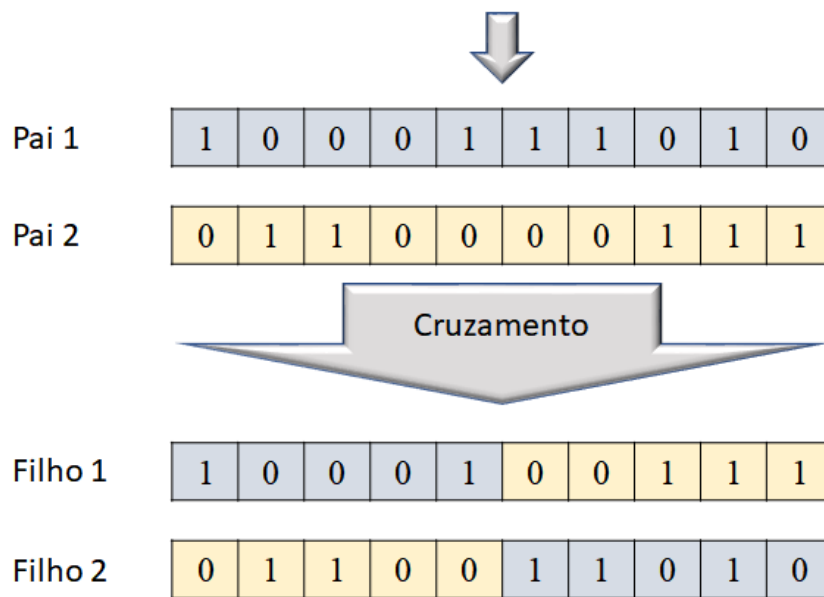 Pai 1 1 0 0 0 1 1 1 0 1 0
Pai 2 0 1 1 0 0 0 0 1 1 1
Cruzamento
Filho 1 1 0 0 0 1 0 0 1 1 1
Filho 2 0 1 1 0 0 1 1 0 1 0